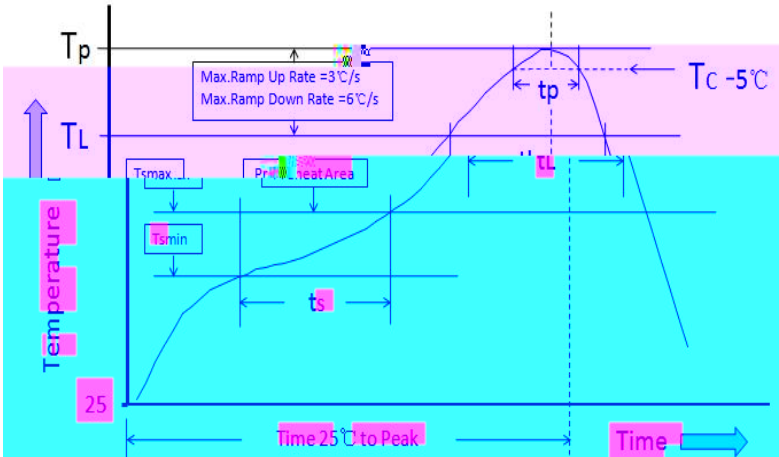 Tp
Max.Ramp Up Rate =3℃/s
Max.Ramp Down Rate =6℃/s
tp
TC -5℃
TL
tL
Tsmax
Area
Tsmin
ts
Temperature
25
Time 25℃ to Peak
Time